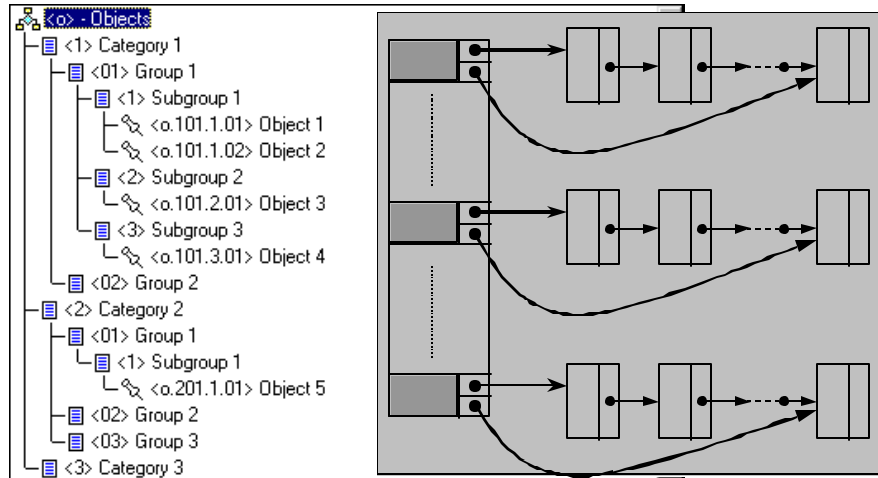 <o> - Objects
<1> Category 1
<01> Group 1
<1> Subgroup 1
<o.101.1.01> Object 1
<o.101.1.02> Object 2
<2> Subgroup 2
<o.101.2.01> Object 3
<3> Subgroup 3
<o.101.3.01> Object 4
<02> Group 2
<2> Category 2
<01> Group 1
<1> Subgroup 1
<o.201.1.01> Object 5
<02> Group 2
<03> Group 3
<3> Category 3